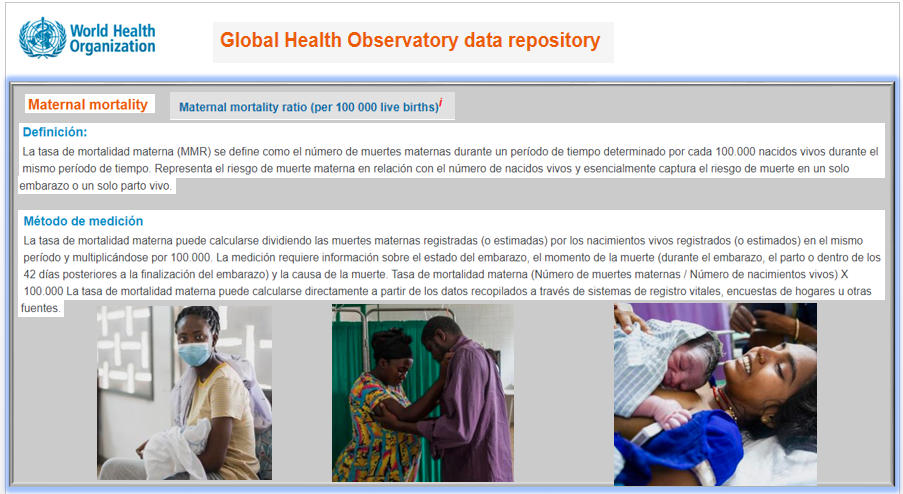 World Health
Organization
Global Health Observatory data repository
Maternal mortality
Maternal mortality ratio (per 100 000 live births)i
Definición:
La tasa de mortalidad materna (MMR) se define como el número de muertes maternas durante un período de tiempo determinado por cada 100.000 nacidos vivos durante el
mismo período de tiempo. Representa el riesgo de muerte materna en relación con el número de nacidos vivos y esencialmente captura el riesgo de muerte en un solo
embarazo o un solo parto vivo.
Método de medición
La tasa de mortalidad materna puede calcularse dividiendo las muertes maternas registradas (o estimadas) por los nacimientos vivos registrados (o estimados) en el mismo
período y multiplicándose por 100.000. La medición requiere información sobre el estado del embarazo, el momento de la muerte (durante el embarazo, el parto o dentro de los
42 días posteriores a la finalización del embarazo) y la causa de la muerte. Tasa de mortalidad materna (Número de muertes maternas / Número de nacimientos vivos) X
100.000 La tasa de mortalidad materna puede calcularse directamente a partir de los datos recopilados a través de sistemas de registro vitales, encuestas de hogares u otras
fuentes.